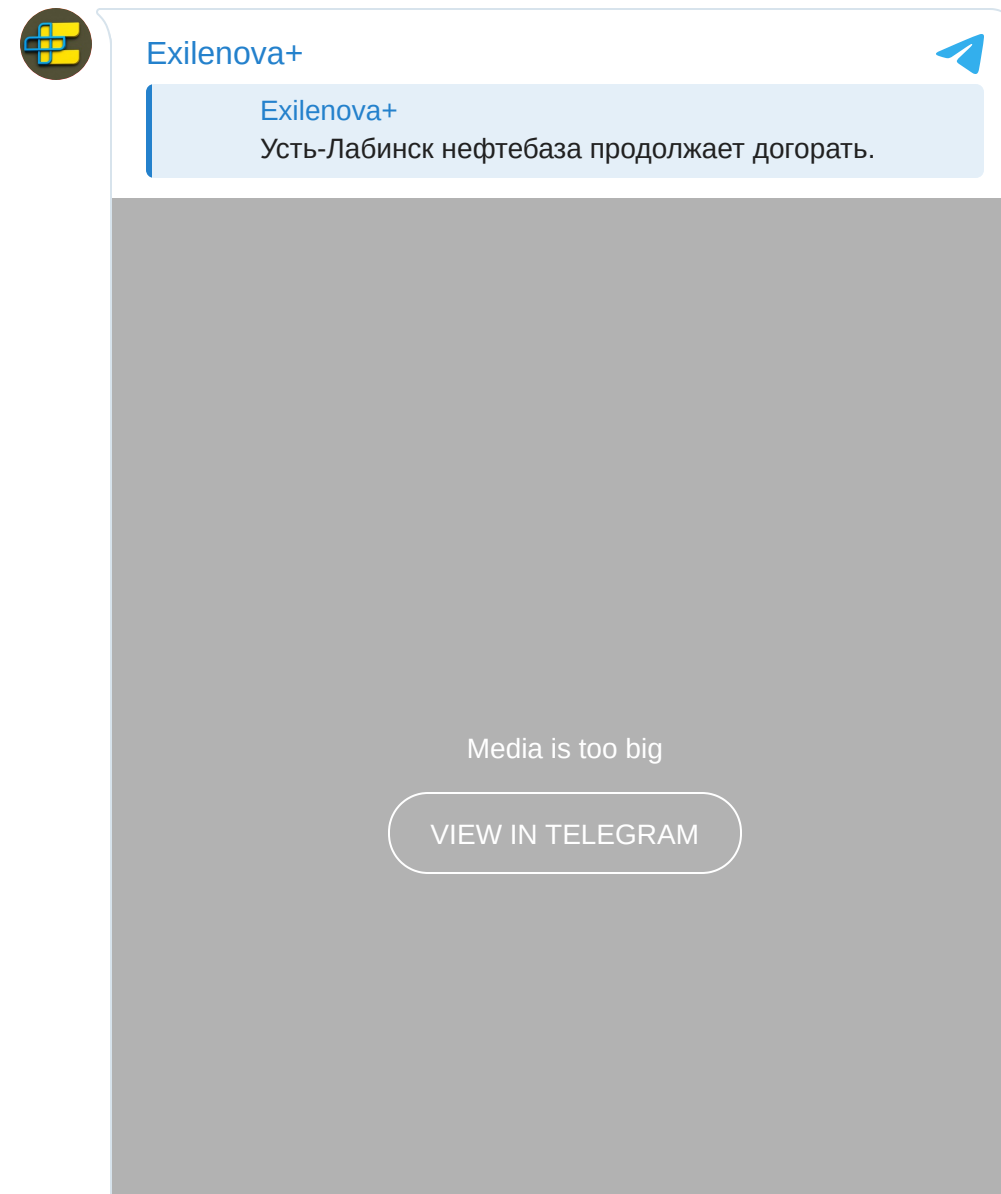 Exilenova+
Exilenova+
Усть-Лабинск нефтебаза продолжает догорать.
Media is too big
VIEW IN TELEGRAM